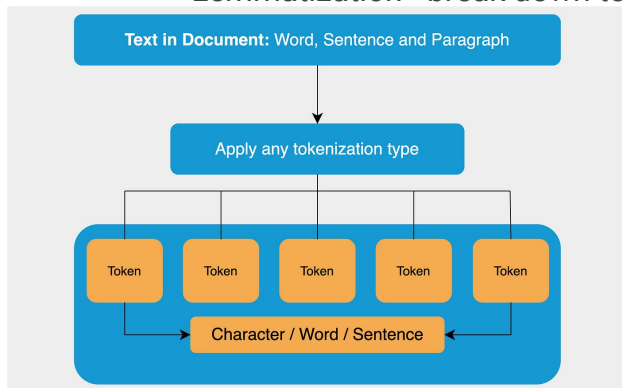 Text in Document: Word, Sentence and Paragraph
Apply any tokenization type
Token Token Token Token Token
Character / Word / Sentence